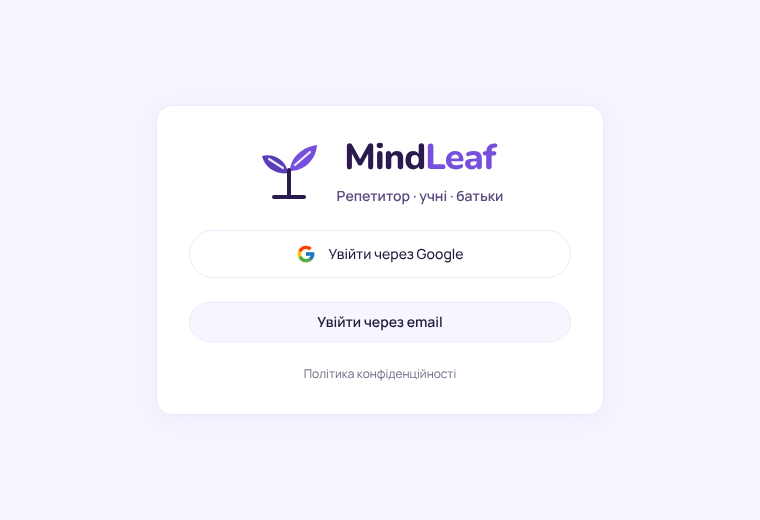 MindLeaf
Репетитор · учні · батьки
Увійти через Google
Увійти через email
Політика конфіденційності